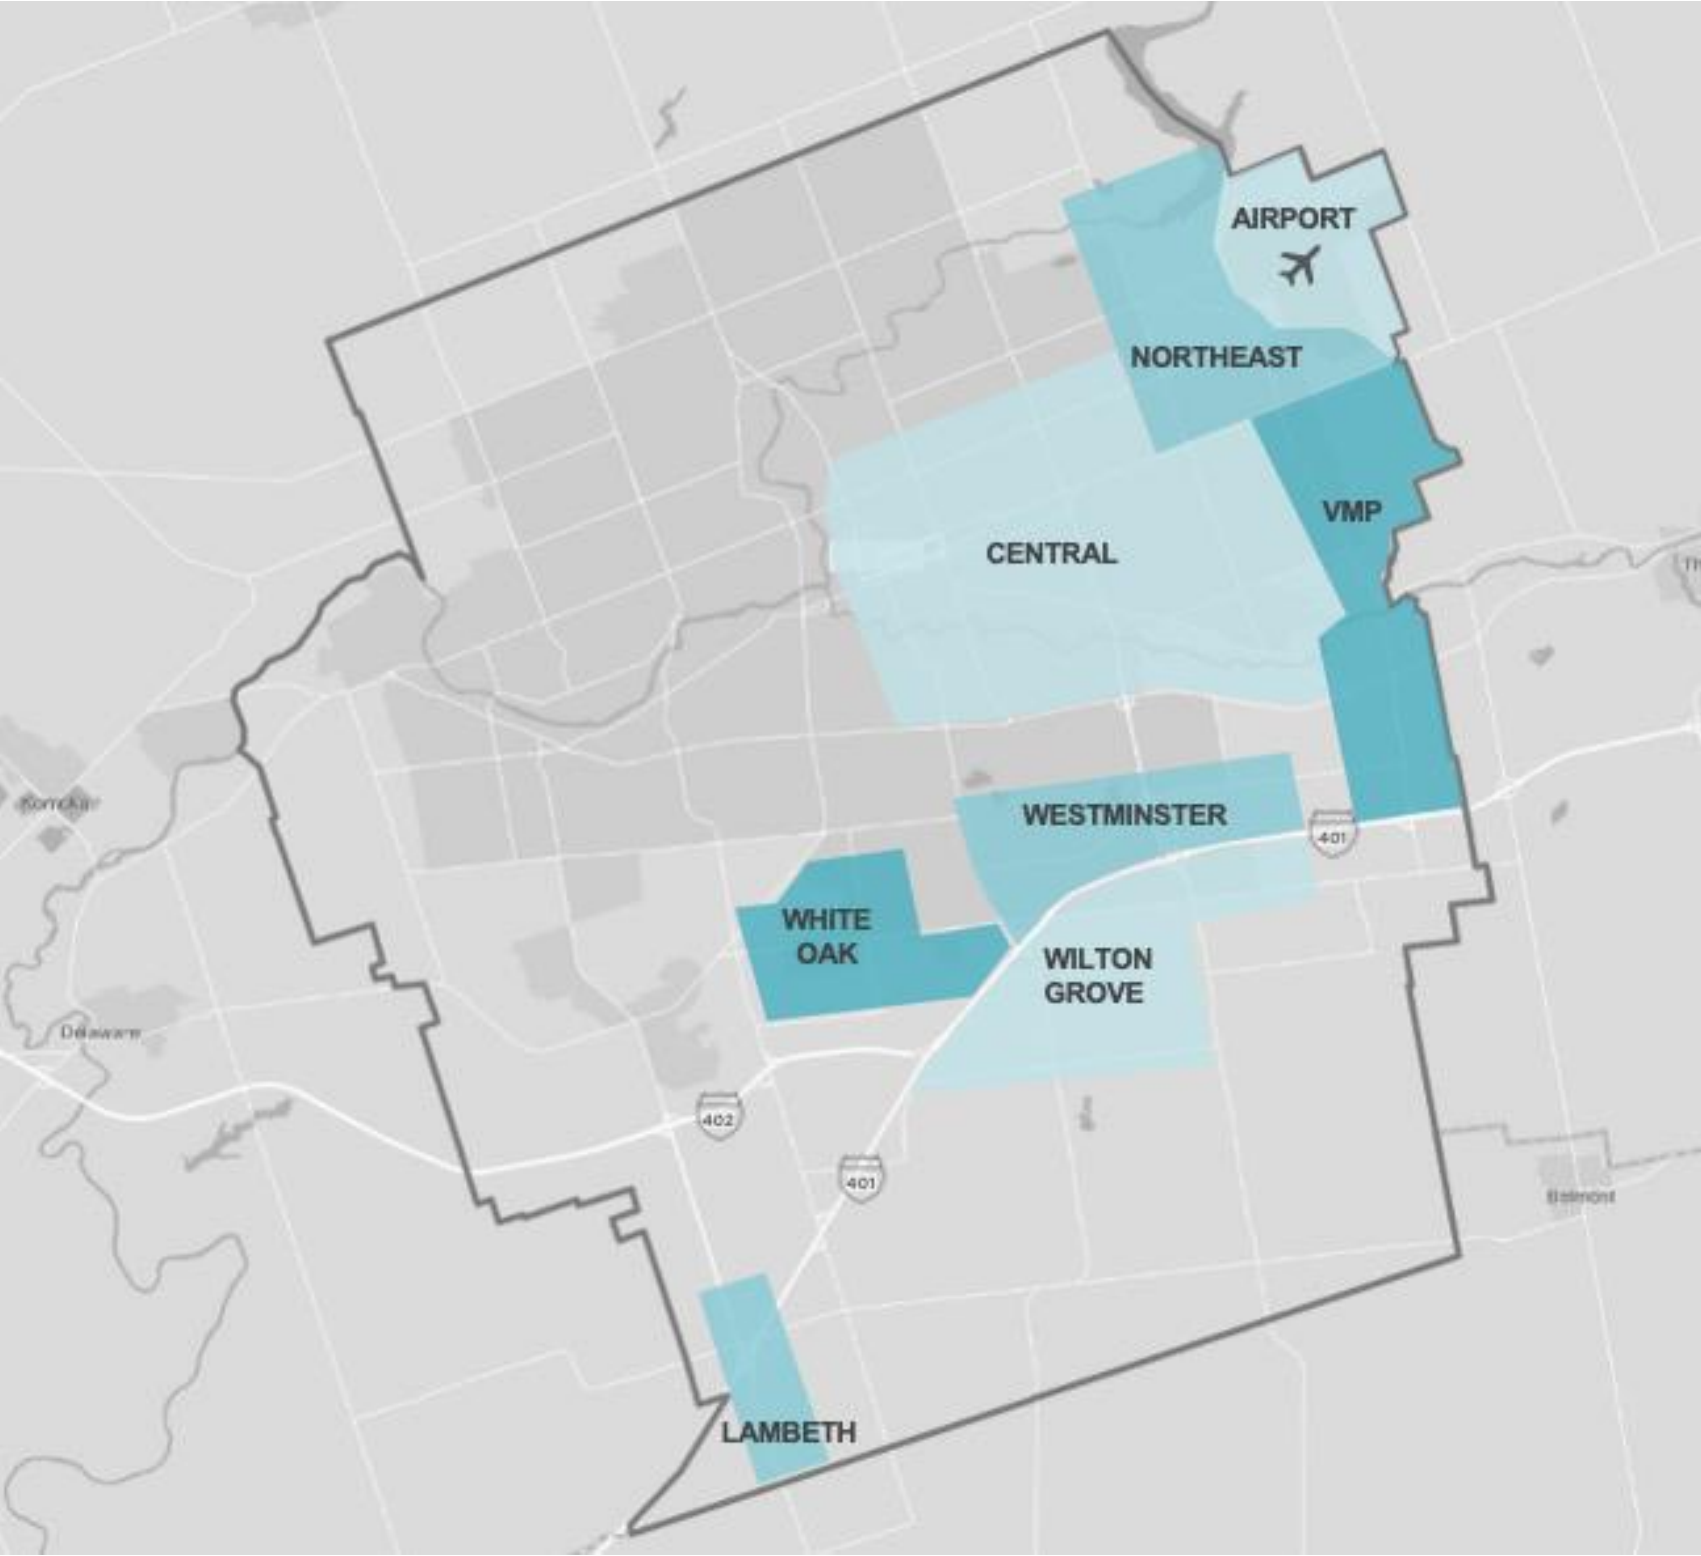 AIRPORT
NORTHEAST
VMP
CENTRAL
WESTMINSTER
401
WHITE
OAK
WILTON
GROVE
Delaware
402
401
Belmont
LAMBETH